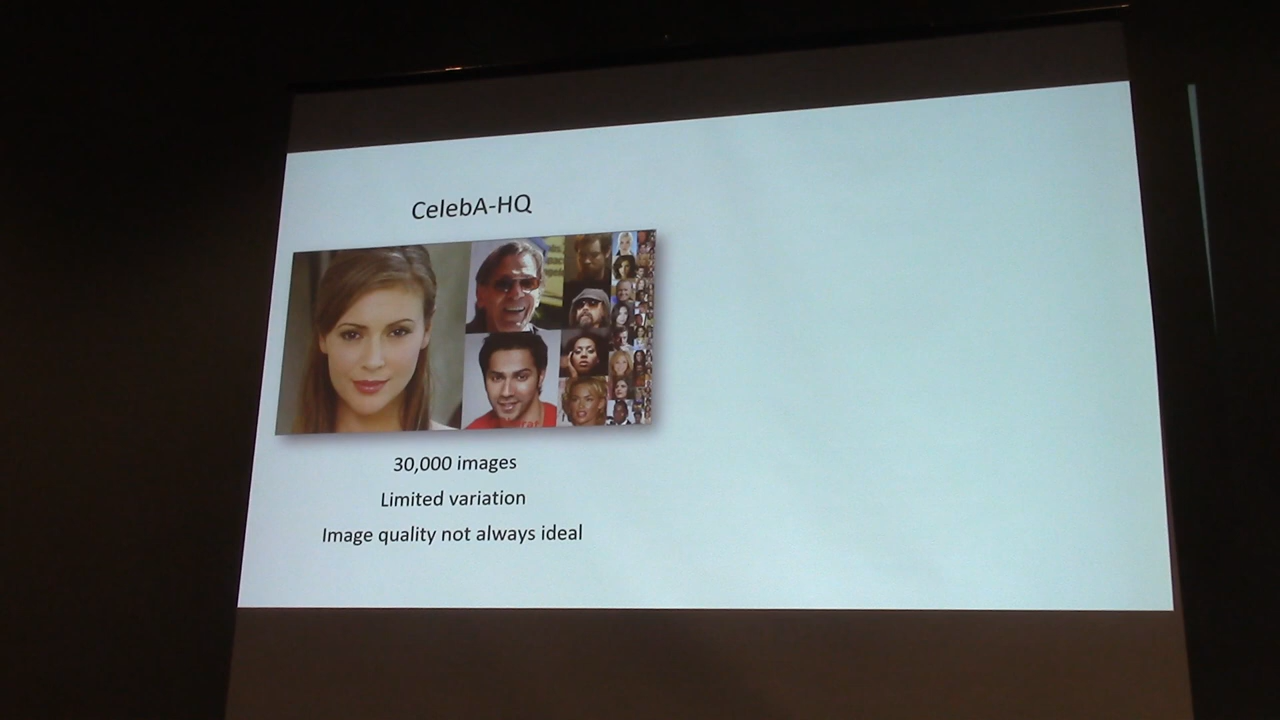 CelebA-HQ
30,000 images
Limited variation
Image quality not always ideal